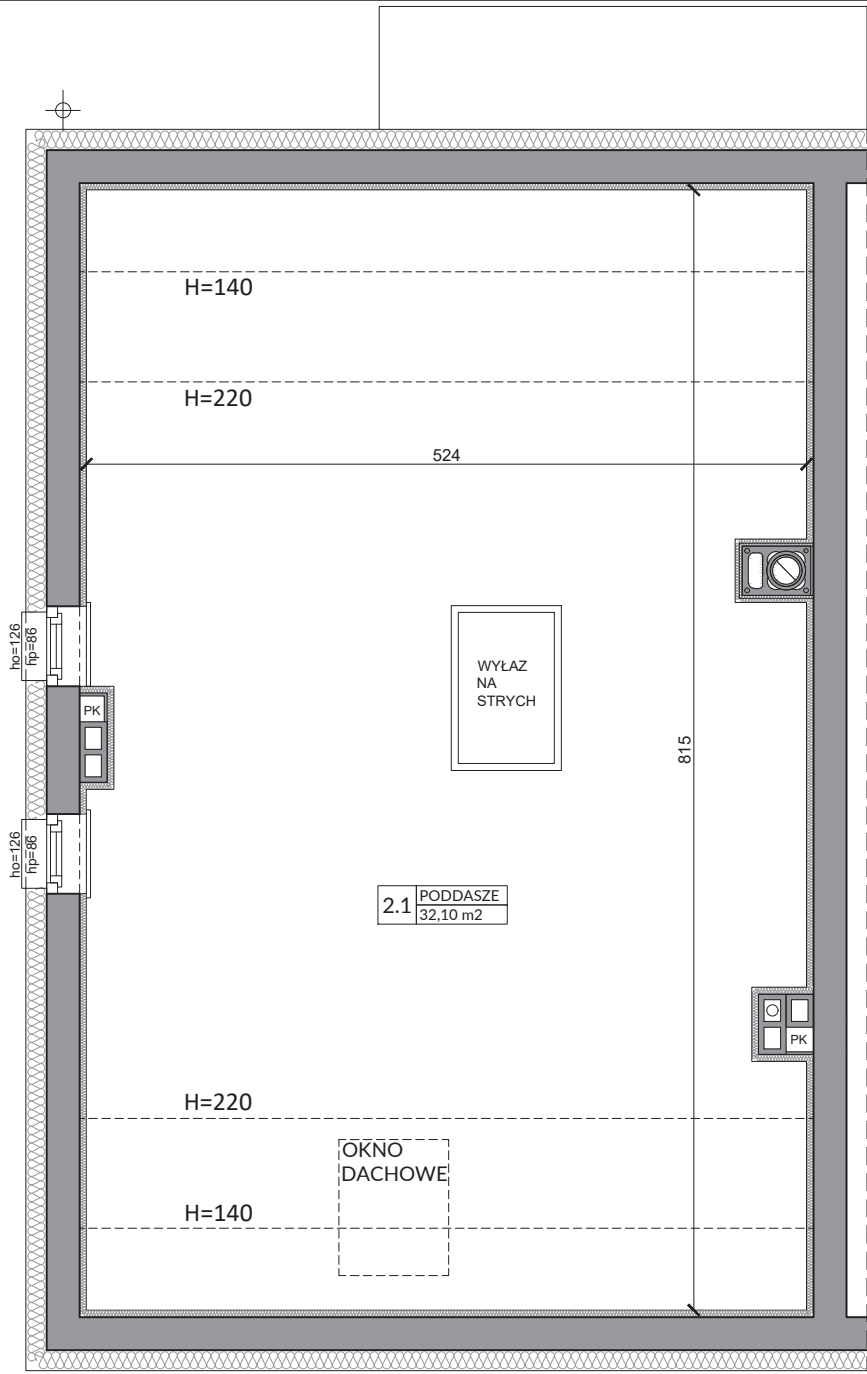 H=140
H=220
524
ho=126
hp=86
WYŁAZ
NA
STRYCH
PK
815
ho=126
hp=86
2.1
PODDASZE
32,10 m2
PK
H=220
OKNO
DACHOWE
H=140